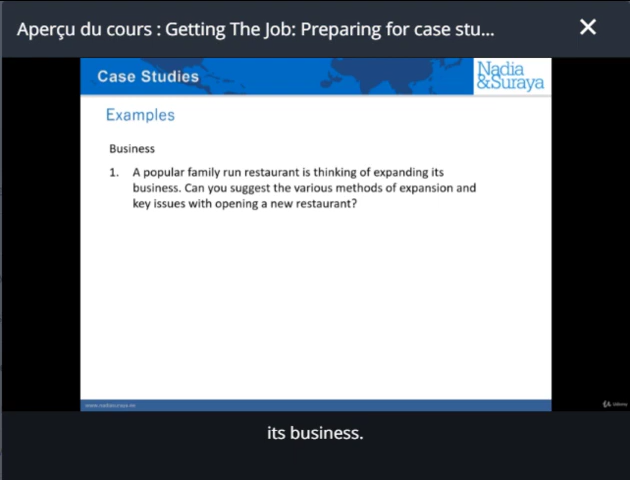 Aperçu du cours : Getting The Job: Preparing for case stu...
Case Studies
Nadia
&Suraya
Examples
Business
1. A popular family run restaurant is thinking of expanding its
business. Can you suggest the various methods of expansion and
key issues with opening a new restaurant?
its business.